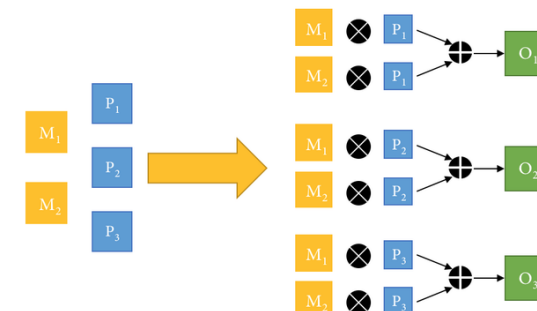 M₁
M₂
P₁
P₂
P₃
M₁ P₁
M₂ P₁
O₁
M₁ P₂
M₂ P₂
O₂
M₁ P₃
M₂ P₃
O₃